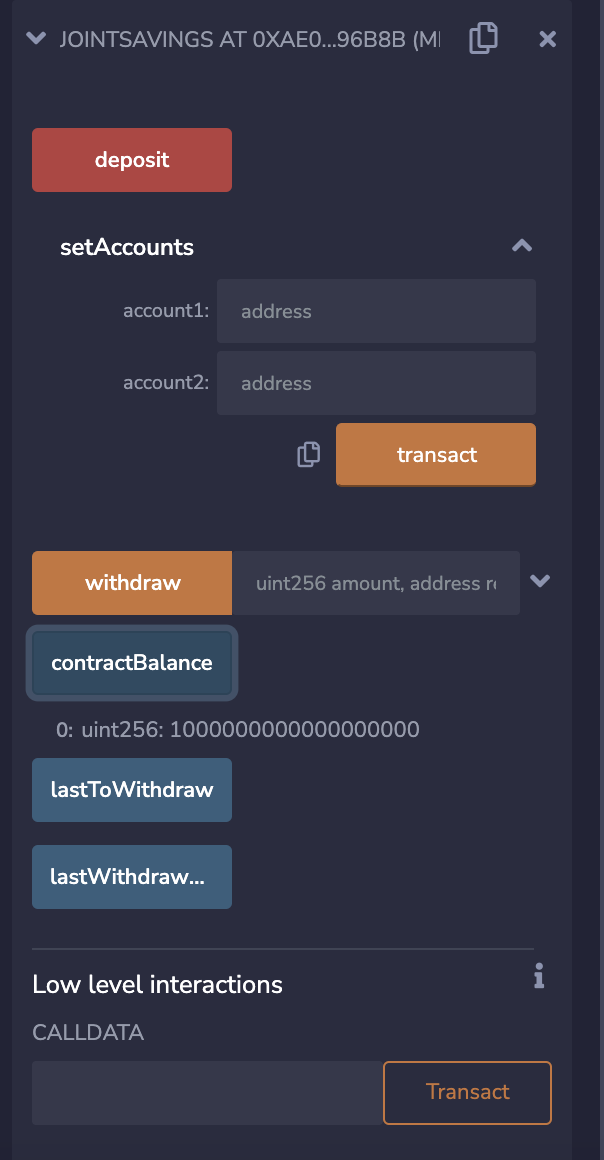 JOINTSAVINGS AT 0XAE0...96B8B (M
deposit
setAccounts
account1: address
account2: address
transact
withdraw uint256 amount, address re
contractBalance
0: uint256: 1000000000000000000
lastToWithdraw
lastWithdraw...
Low level interactions
CALLDATA
Transact